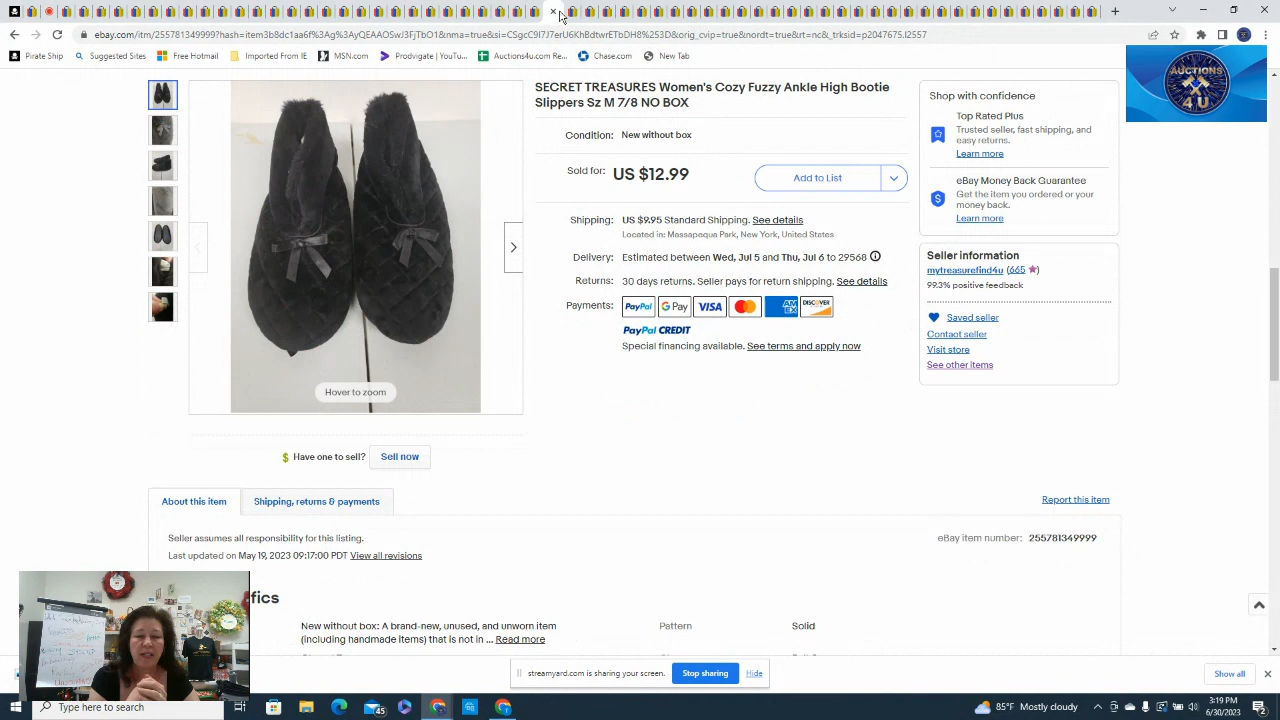 ebay.com/itm/255781349999?hash=item3b8dc1aa6f%3Ag%3AyQEAAOSwJ3FjTbO1&nma=true&si=CSgcC9I7J7erU6KhBdtwrETbDH8%253D&orig_cvip=true&nordt=true&rt=nc&_trksid=p2047675.l2557
Pirate Ship
Suggested Sites
Free Hotmail
Imported From IE
MSN.com
Prodvigate | YouTub...
Auctions4u.com Bud...
Chase.com
New Tab
AUCTIONS
4U
SECRET TREASURES Women's Cozy Fuzzy Ankle High Bootie
Slippers Sz M 7/8 NO BOX
Condition: New without box
Sold for: US $12.99
Add to List
Shipping: US $9.95 Standard Shipping. See details
Located in: Massapequa Park, New York, United States
Delivery: Estimated between Wed, Jul 5 and Thu, Jul 6 to 29568
Returns: 30 days returns. Seller pays for return shipping. See details
Payments: PayPal G Pay VISA MasterCard AM EX DISCOVER
PayPal CREDIT
Special financing available. See terms and apply now
Shop with confidence
Top Rated Plus
Trusted seller, fast shipping, and
easy returns.
Learn more
eBay Money Back Guarantee
Get the item you ordered or your
money back.
Learn more
Seller information
mytreasurefind4u (665)
99.3% positive feedback
Saved seller
Contact seller
Visit store
See other items
Hover to zoom
Have one to sell? Sell now
About this item
Shipping, returns & payments
Report this item
Seller assumes all responsibility for this listing.
Last updated on May 19, 2023 09:17:00 PDT View all revisions
eBay item number: 255781349999
fics
New without box: A brand-new, unused, and unworn item
(including handmade items) that is not in ... Read more
Pattern
Solid
streamyard.com is sharing your screen.
Stop sharing
Hide
Show all
Type here to search
45
85°F Mostly cloudy
3:19 PM
6/30/2023
2